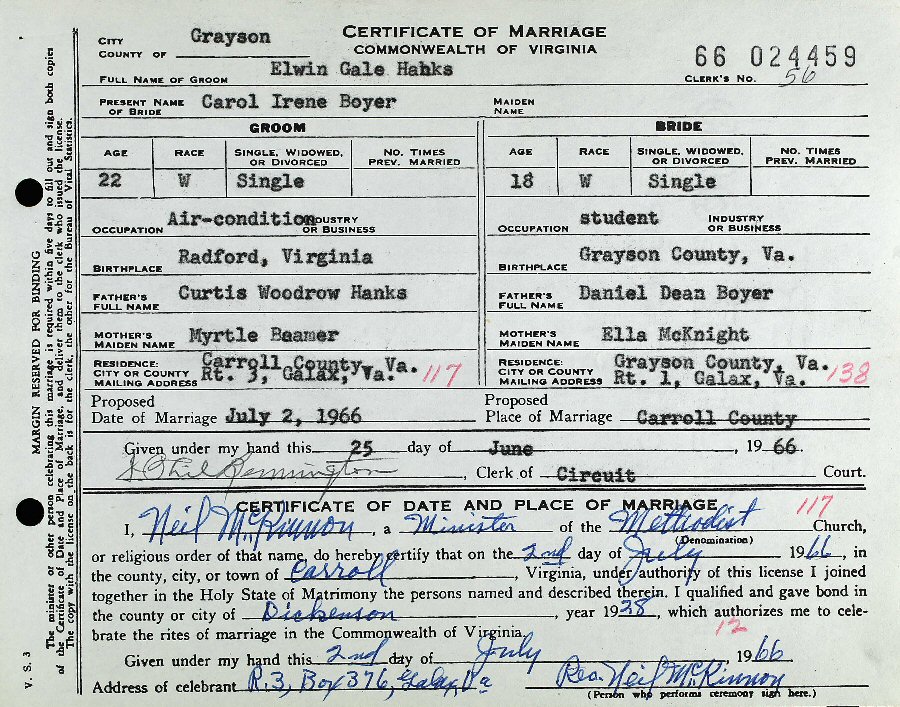 CERTIFICATE OF MARRIAGE
COMMONWEALTH OF VIRGINIA
CITY
COUNTY OF Grayson
66 024459
CLERK'S No. 56
FULL NAME OF GROOM Elwin Gale Hanks
PRESENT NAME OF BRIDE Carol Irene Boyer MAIDEN NAME
GROOM BRIDE
AGE RACE SINGLE, WIDOWED, OR DIVORCED NO. TIMES PREV. MARRIED AGE RACE SINGLE, WIDOWED, OR DIVORCED NO. TIMES PREV. MARRIED
22 W Single 18 W Single
OCCUPATION Air-condition INDUSTRY OR BUSINESS OCCUPATION student INDUSTRY OR BUSINESS
BIRTHPLACE Radford, Virginia BIRTHPLACE Grayson County, Va.
FATHER'S FULL NAME Curtis Woodrow Hanks FATHER'S FULL NAME Daniel Dean Boyer
MOTHER'S MAIDEN NAME Myrtle Beamer MOTHER'S MAIDEN NAME Ella McKnight
RESIDENCE: CITY OR COUNTY MAILING ADDRESS Carroll County, Va. Rt. 3, Galax, Va. 117 RESIDENCE: CITY OR COUNTY MAILING ADDRESS Grayson County, Va. Rt. 1, Galax, Va. 138
Proposed Date of Marriage July 2, 1966 Proposed Place of Marriage Carroll County
Given under my hand this 25 day of June, 1966.
Phil Pennington, Clerk of Circuit Court.
CERTIFICATE OF DATE AND PLACE OF MARRIAGE 117
I, Neil McKinnon, a Minister of the Methodist Church,
(Denomination)
or religious order of that name, do hereby certify that on the 2nd day of July 1966, in
the county, city, or town of Carroll, Virginia, under authority of this license I joined
together in the Holy State of Matrimony the persons named and described therein. I qualified and gave bond in
the county or city of Dickenson, year 1938, which authorizes me to cele-
brate the rites of marriage in the Commonwealth of Virginia. 12
Given under my hand this 2nd day of July, 1966
Address of celebrant R.3, Box 376, Galax, Va Rev. Neil McKinnon
(Person who performs ceremony sign here.)
MARGIN RESERVED FOR BINDING
The minister or other person celebrating this marriage is required within five days to fill out and sign both copies
of the Certificate of Date and Place of Marriage, and deliver them to the clerk who issued the license.
The copy with the license on the back is for the clerk, the other for the Bureau of Vital Statistics.
V. S. 3